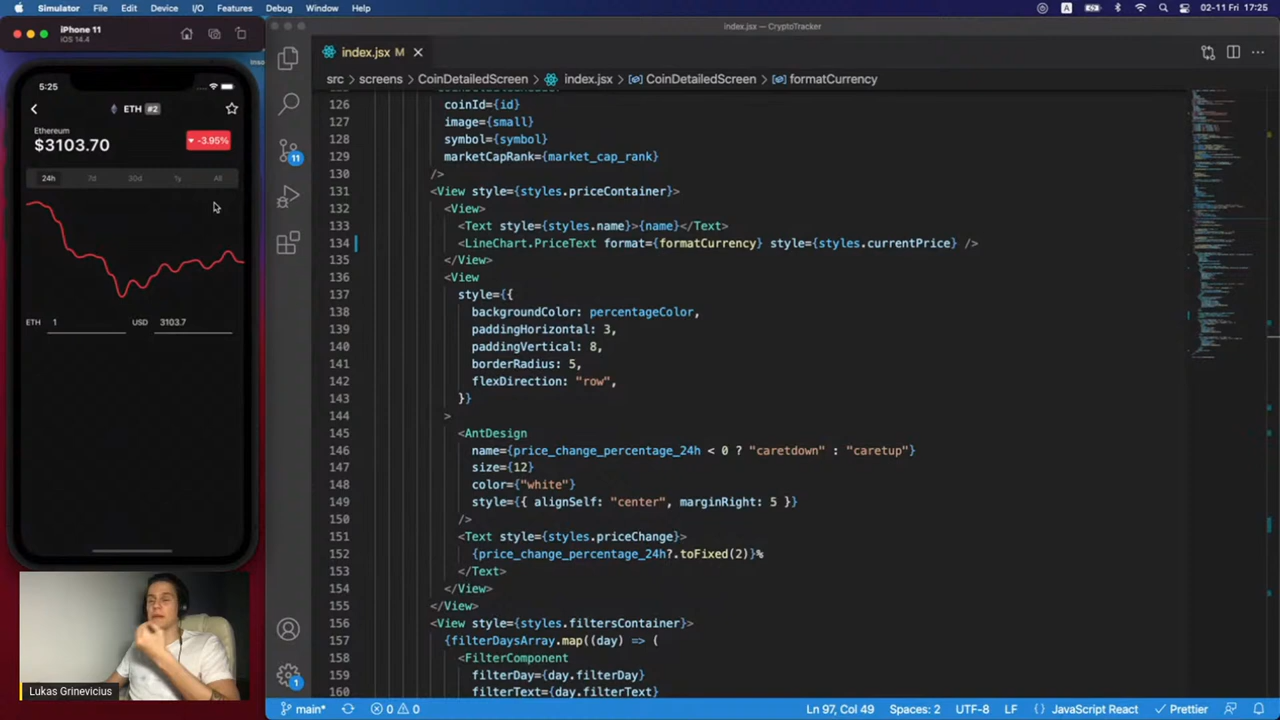 Simulator File Edit Device I/O Features Debug Window Help
A 02-11 Fri 17:25
iPhone 11
iOS 14.4
5:25
ETH #2
Ethereum
$3103.70
-3.95%
24h 7d 30d 1y All
ETH 1 USD 3103.7
Lukas Grinevicius
index.jsx — CryptoTracker
index.jsx M
src screens CoinDetailedScreen index.jsx CoinDetailedScreen formatCurrency
11
1
126 coinId={id}
127 image={small}
128 symbol={symbol}
129 marketCapRank={market_cap_rank}
130 />
131 <View style={styles.priceContainer}>
132 <View>
133 <Text style={styles.name}>{name}</Text>
134 <LineChart.PriceText format={formatCurrency} style={styles.currentPrice} />
135 </View>
136 <View
137 style={{
138 backgroundColor: percentageColor,
139 paddingHorizontal: 3,
140 paddingVertical: 8,
141 borderRadius: 5,
142 flexDirection: "row",
143 }}
144 >
145 <AntDesign
146 name={price_change_percentage_24h < 0 ? "caretdown" : "caretup"}
147 size={12}
148 color={"white"}
149 style={{ alignSelf: "center", marginRight: 5 }}
150 />
151 <Text style={styles.priceChange}>
152 {price_change_percentage_24h?.toFixed(2)}%
153 </Text>
154 </View>
155 </View>
156 <View style={styles.filtersContainer}>
157 {filterDaysArray.map((day) => (
158 <FilterComponent
159 filterDay={day.filterDay}
160 filterText={day.filterText}
main* 0 0 Ln 97, Col 49 Spaces: 2 UTF-8 LF JavaScript React Prettier